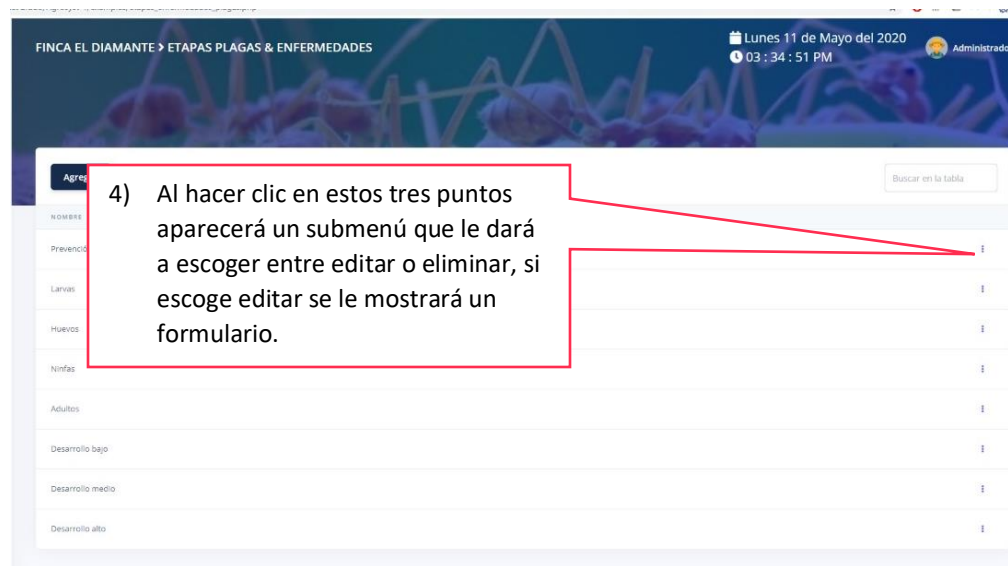 FINCA EL DIAMANTE > ETAPAS PLAGAS & ENFERMEDADES
Lunes 11 de Mayo del 2020
03 : 34 : 51 PM
Administrado
Agreg
Buscar en la tabla
4) Al hacer clic en estos tres puntos
aparecerá un submenú que le dará
a escoger entre editar o eliminar, si
escoge editar se le mostrará un
formulario.
NOMBRE
Prevenció
Larvas
Huevos
Ninfas
Adultos
Desarrollo bajo
Desarrollo medio
Desarrollo alto